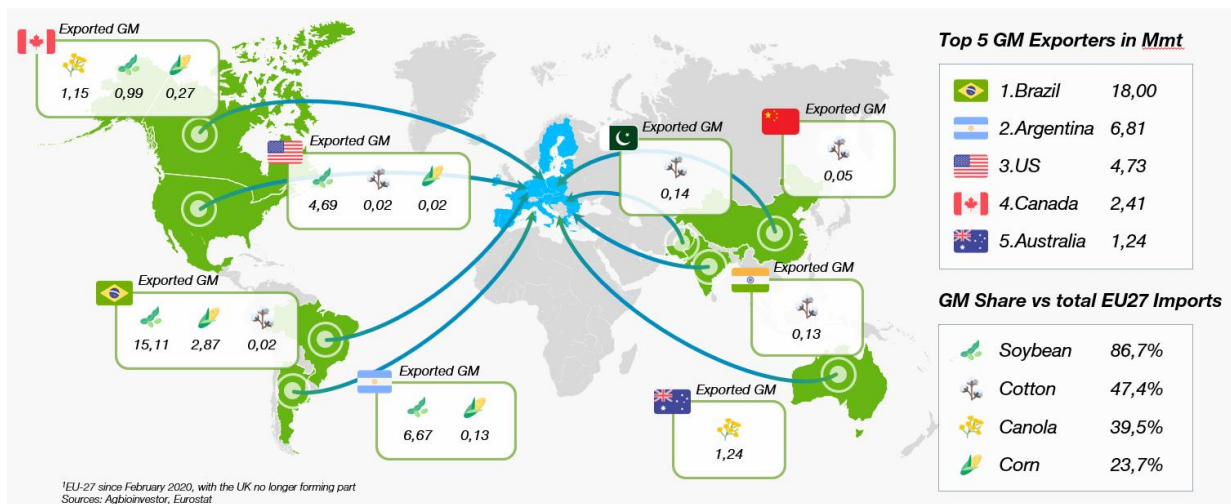 Exported GM
1,15 0,99 0,27
Exported GM
4,69 0,02 0,02
Exported GM
15,11 2,87 0,02
Exported GM
6,67 0,13
Exported GM
0,14
Exported GM
0,05
Exported GM
0,13
Exported GM
1,24
Top 5 GM Exporters in Mmt
1.Brazil 18,00
2.Argentina 6,81
3.US 4,73
4.Canada 2,41
5.Australia 1,24
GM Share vs total EU27 Imports
Soybean 86,7%
Cotton 47,4%
Canola 39,5%
Corn 23,7%
¹EU-27 since February 2020, with the UK no longer forming part
Sources: Agbioinvestor, Eurostat